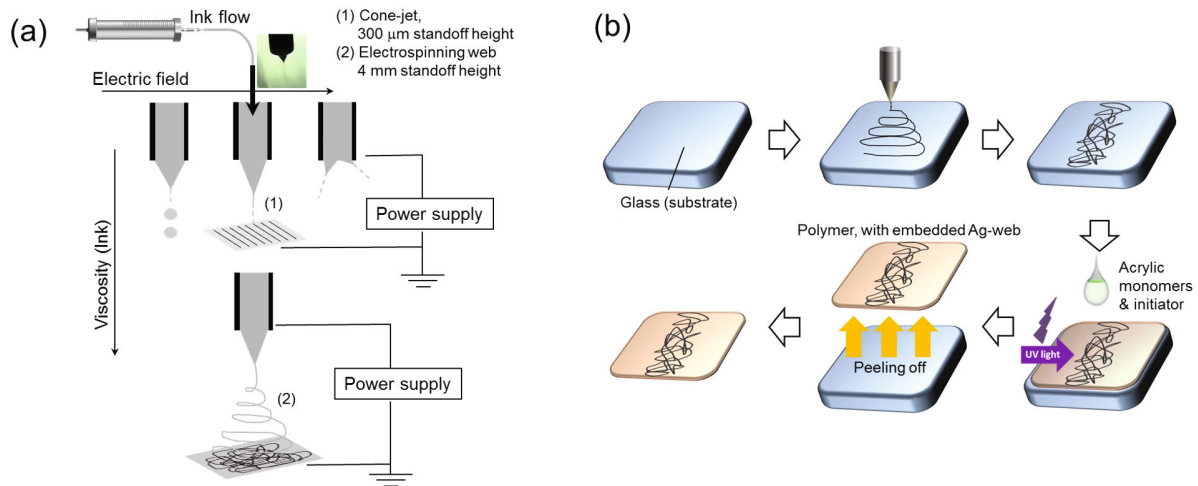 (a)
Ink flow
(1) Cone-jet,
300 μm standoff height
(2) Electrospinning web
4 mm standoff height
Electric field
Viscosity (Ink)
(1)
Power supply
(2)
Power supply
(b)
Glass (substrate)
Polymer, with embedded Ag-web
Acrylic
monomers
& initiator
UV light
Peeling off